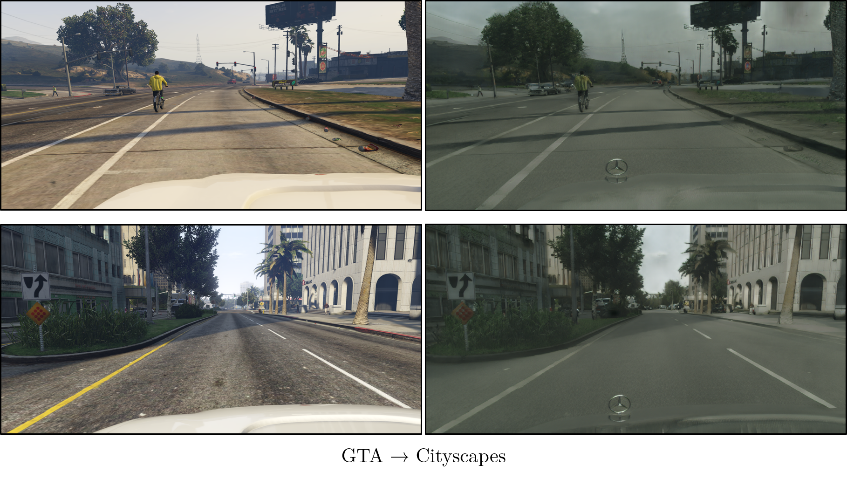 GTA → Cityscapes